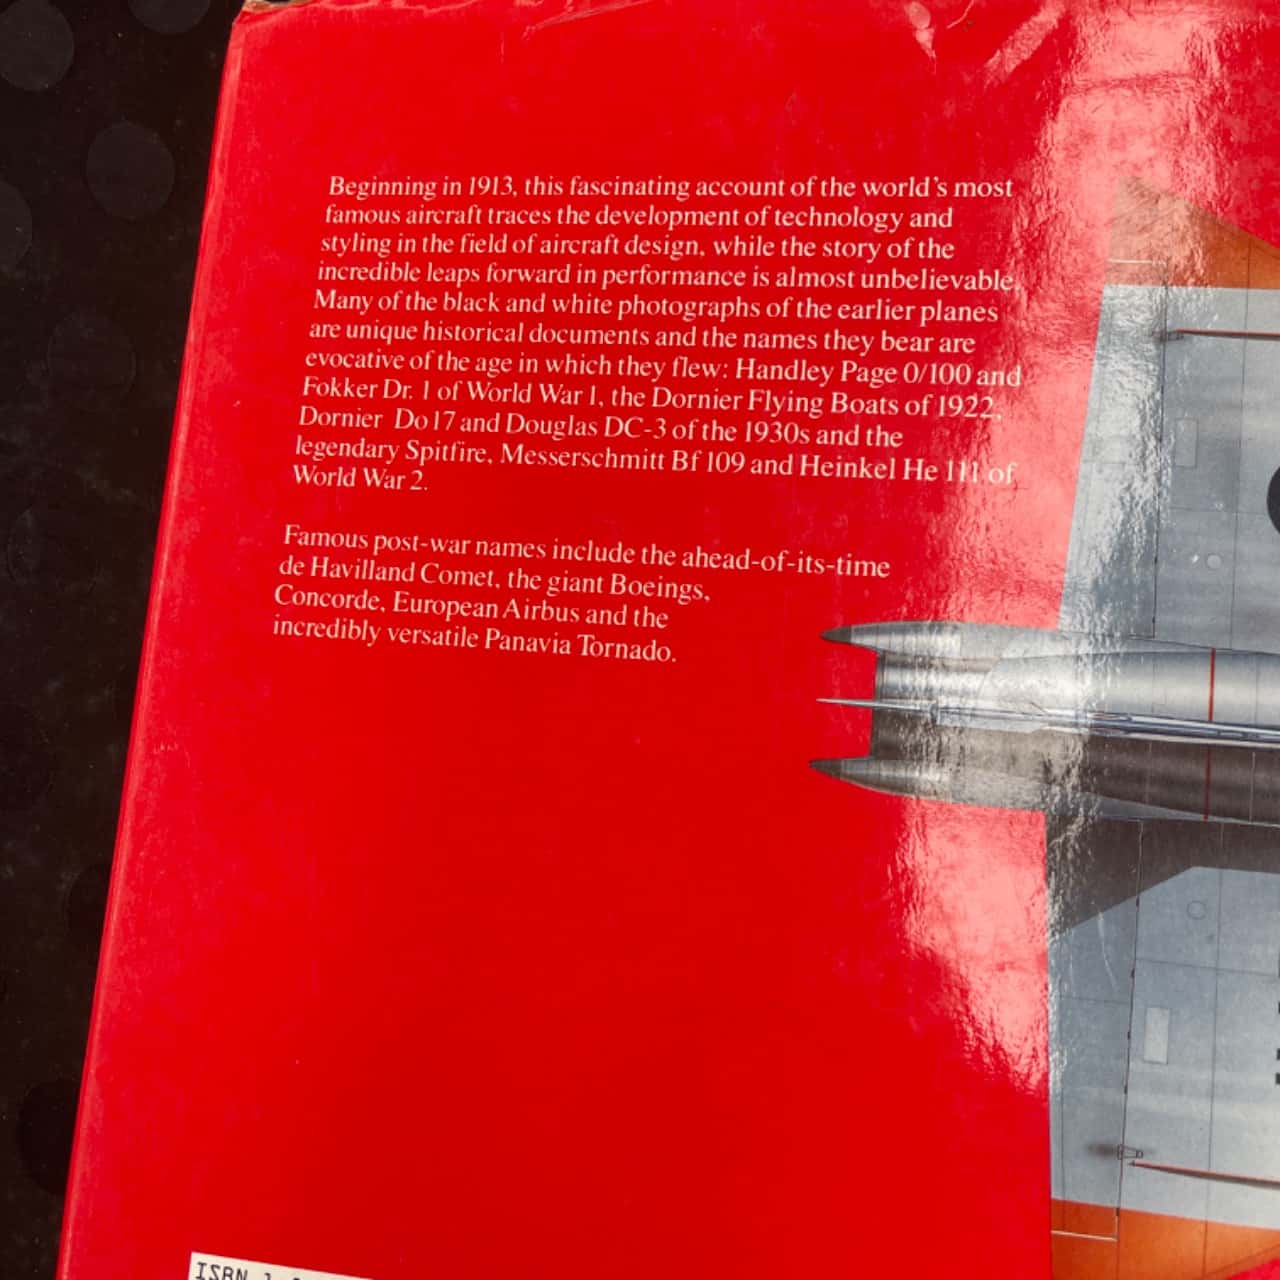 Beginning in 1913, this fascinating account of the world's most
famous aircraft traces the development of technology and
styling in the field of aircraft design, while the story of the
incredible leaps forward in performance is almost unbelievable.
Many of the black and white photographs of the earlier planes
are unique historical documents and the names they bear are
evocative of the age in which they flew: Handley Page 0/100 and
Fokker Dr. 1 of World War 1, the Dornier Flying Boats of 1922,
Dornier Do17 and Douglas DC-3 of the 1930s and the
legendary Spitfire, Messerschmitt Bf 109 and Heinkel He 111 of
World War 2.
Famous post-war names include the ahead-of-its-time
de Havilland Comet, the giant Boeings,
Concorde, European Airbus and the
incredibly versatile Panavia Tornado.
ISBN